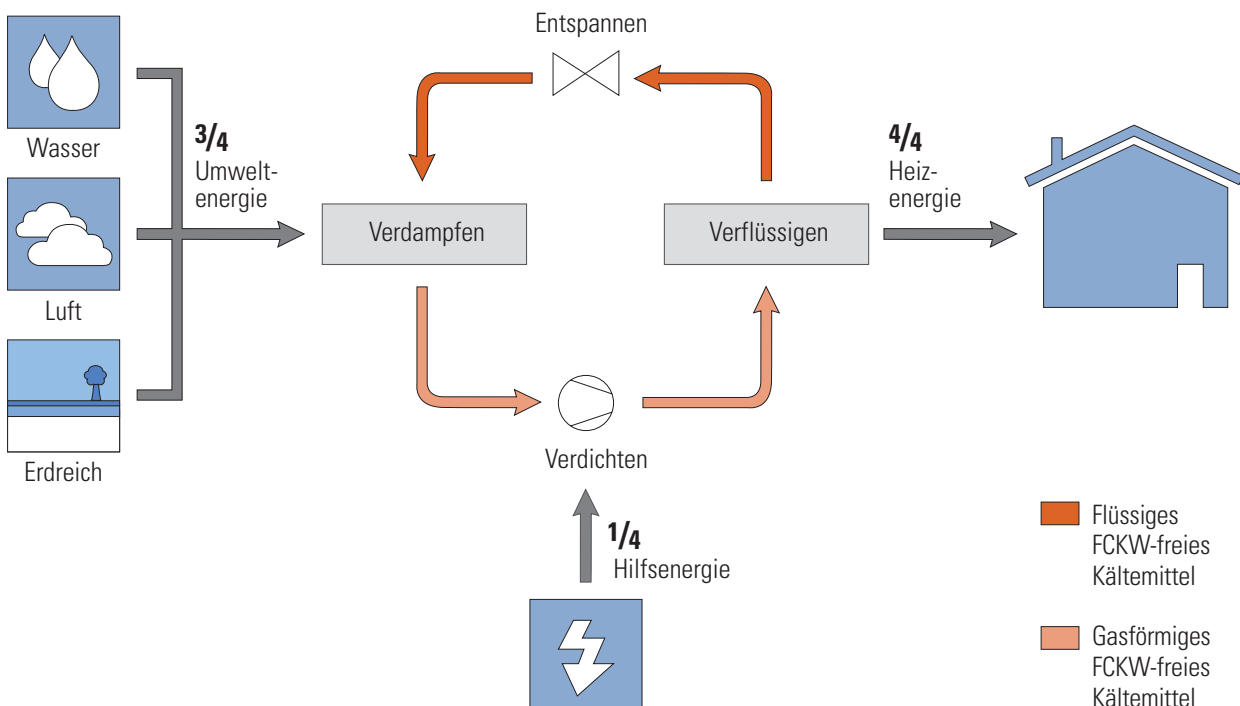 Entspannen
Wasser
3/4
Umwelt-
energie
4/4
Heiz-
energie
Luft
Verdampfen
Verflüssigen
Erdreich
Verdichten
1/4
Hilfsenergie
Flüssiges
FCKW-freies
Kältemittel
Gasförmiges
FCKW-freies
Kältemittel